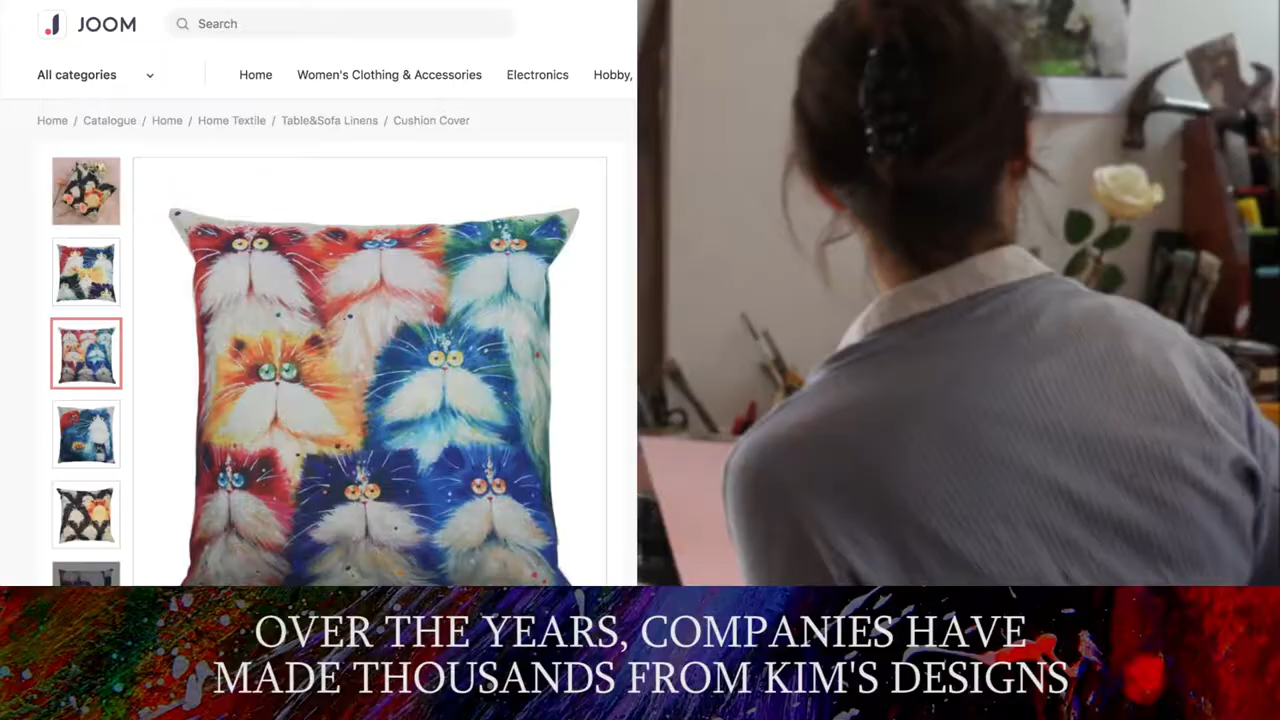 JOOM
Search
All categories
Home
Women's Clothing & Accessories
Electronics
Hobby,
Home / Catalogue / Home / Home Textile / Table&Sofa Linens / Cushion Cover
OVER THE YEARS, COMPANIES HAVE
MADE THOUSANDS FROM KIM'S DESIGNS